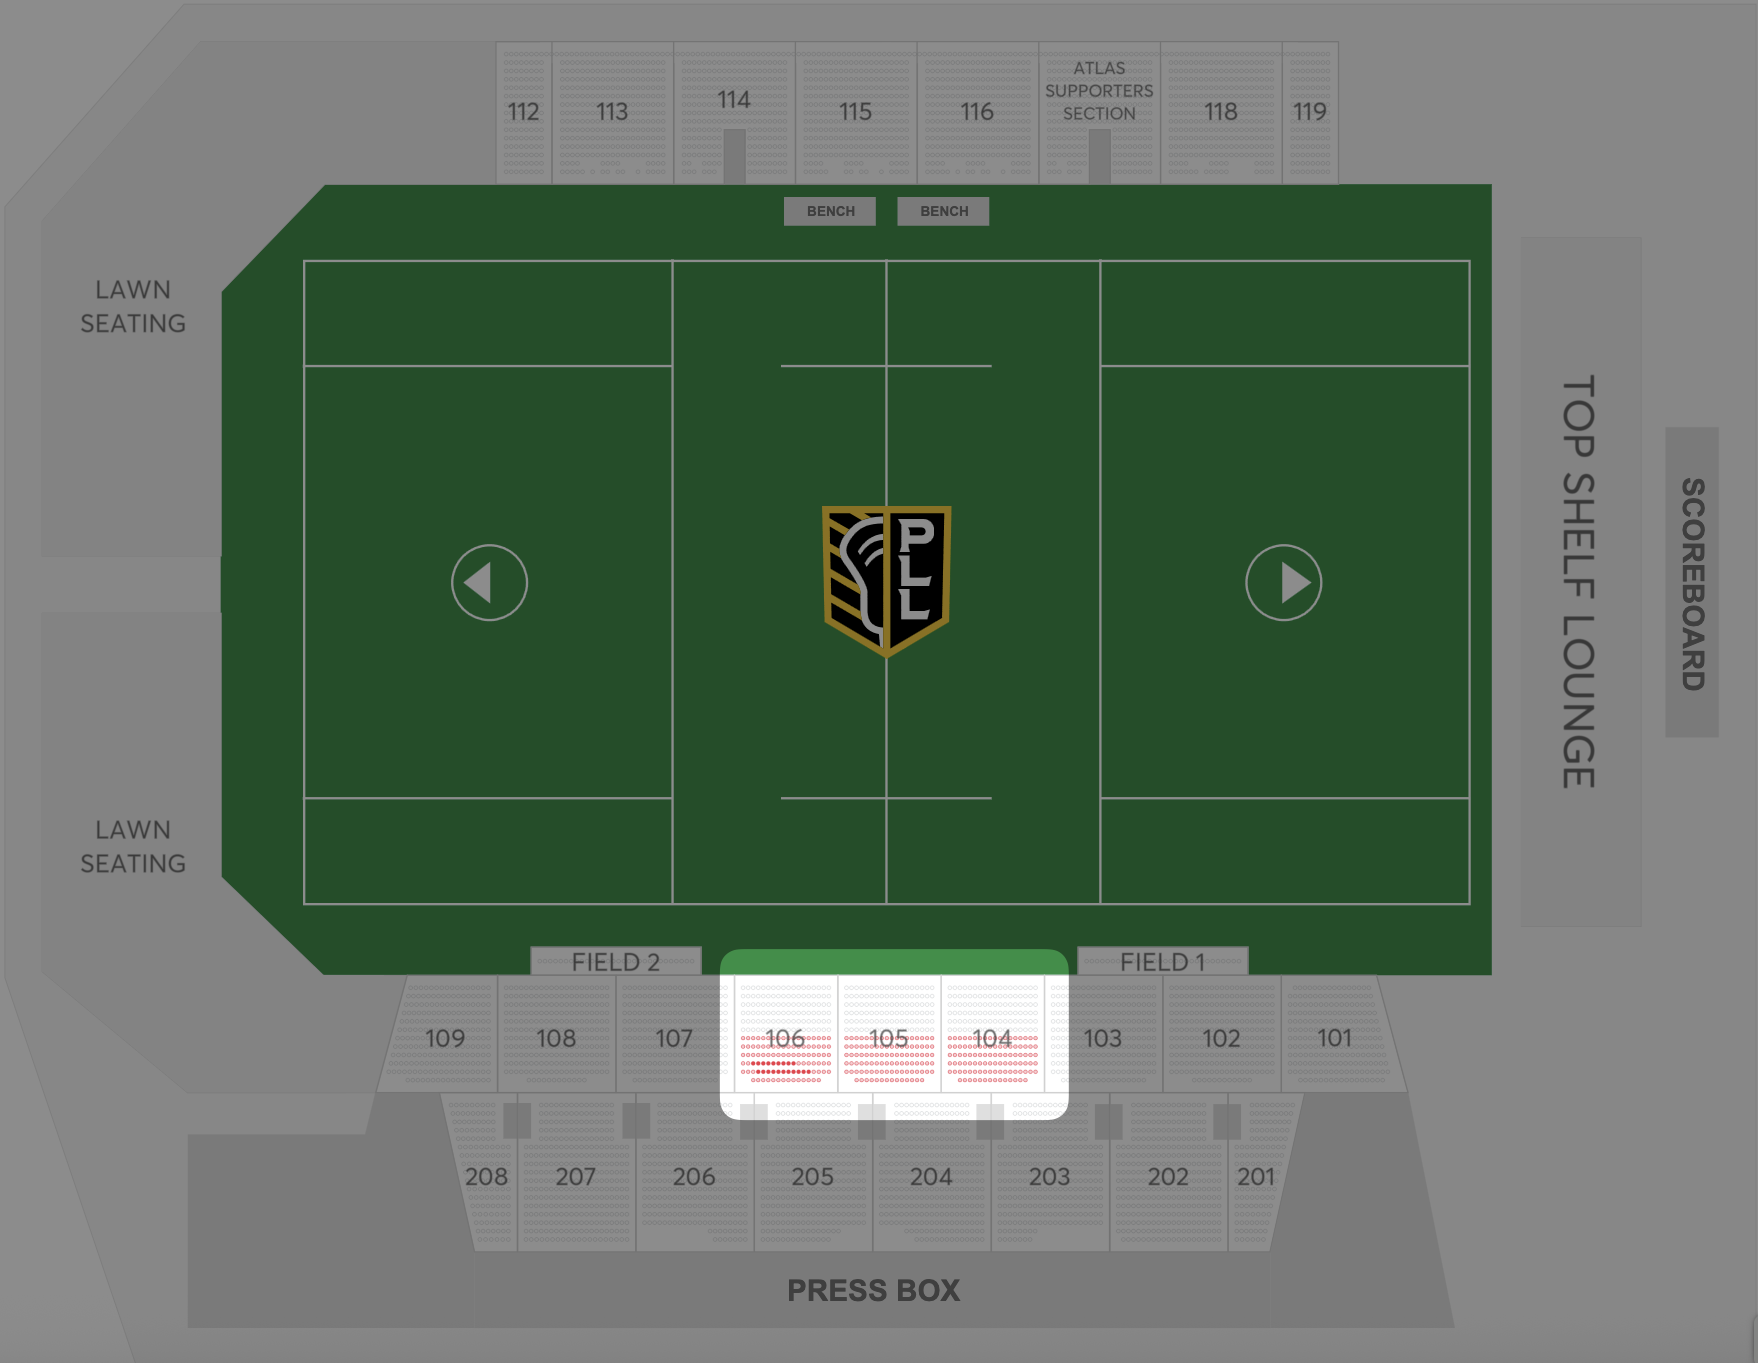 112
113
114
115
116
ATLAS
SUPPORTERS
SECTION
118
119
BENCH
BENCH
LAWN
SEATING
TOP SHELF LOUNGE
SCOREBOARD
PLL
LAWN
SEATING
FIELD 2
FIELD 1
109
108
107
106
105
104
103
102
101
208
207
206
205
204
203
202
201
PRESS BOX